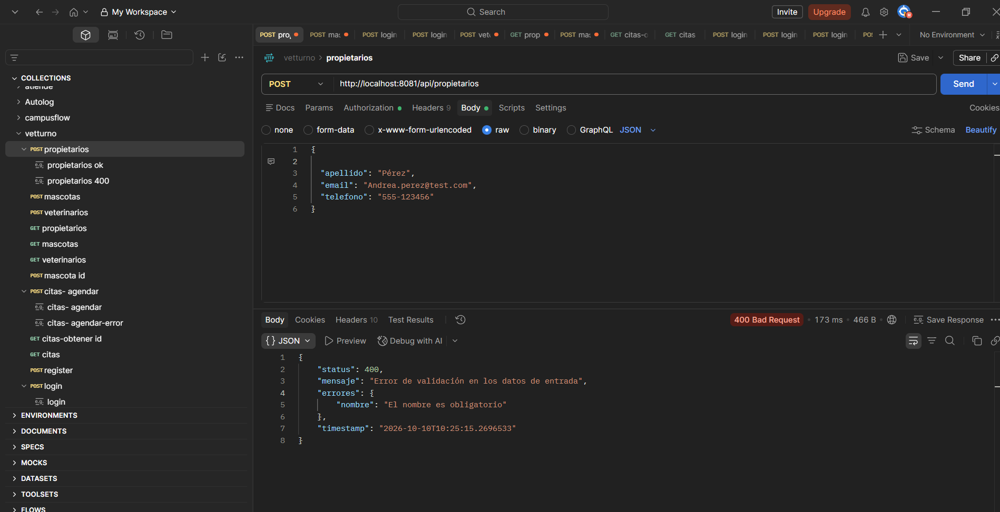 My Workspace
Search
Invite
Upgrade
POST pro
POST mas
POST login
POST login
POST vet
GET prop
POST mas
GET citas-o
GET citas
POST login
POST login
POST login
POS
No Environment
vetturno > propietarios
Save
Share
COLLECTIONS
atiende
Autolog
campusflow
vetturno
POST propietarios
e.g. propietarios ok
e.g. propietarios 400
POST mascotas
POST veterinarios
GET propietarios
GET mascotas
GET veterinarios
POST mascota id
POST citas- agendar
e.g. citas- agendar
e.g. citas- agendar-error
GET citas-obtener id
GET citas
POST register
POST login
e.g. login
ENVIRONMENTS
DOCUMENTS
SPECS
MOCKS
DATASETS
TOOLSETS
FLOWS
HTTP
POST http://localhost:8081/api/propietarios
Send
Docs Params Authorization Headers 9 Body Scripts Settings
Cookies
none form-data x-www-form-urlencoded raw binary GraphQL JSON
Schema Beautify
1 {
2
3 "apellido": "Pérez",
4 "email": "Andrea.perez@test.com",
5 "telefono": "555-123456"
6 }
Body Cookies Headers 10 Test Results
400 Bad Request • 173 ms • 466 B •
e.g. Save Response
{} JSON Preview Debug with AI
1 {
2 "status": 400,
3 "mensaje": "Error de validación en los datos de entrada",
4 "errores": {
5 "nombre": "El nombre es obligatorio"
6 },
7 "timestamp": "2026-10-10T10:25:15.2696533"
8 }